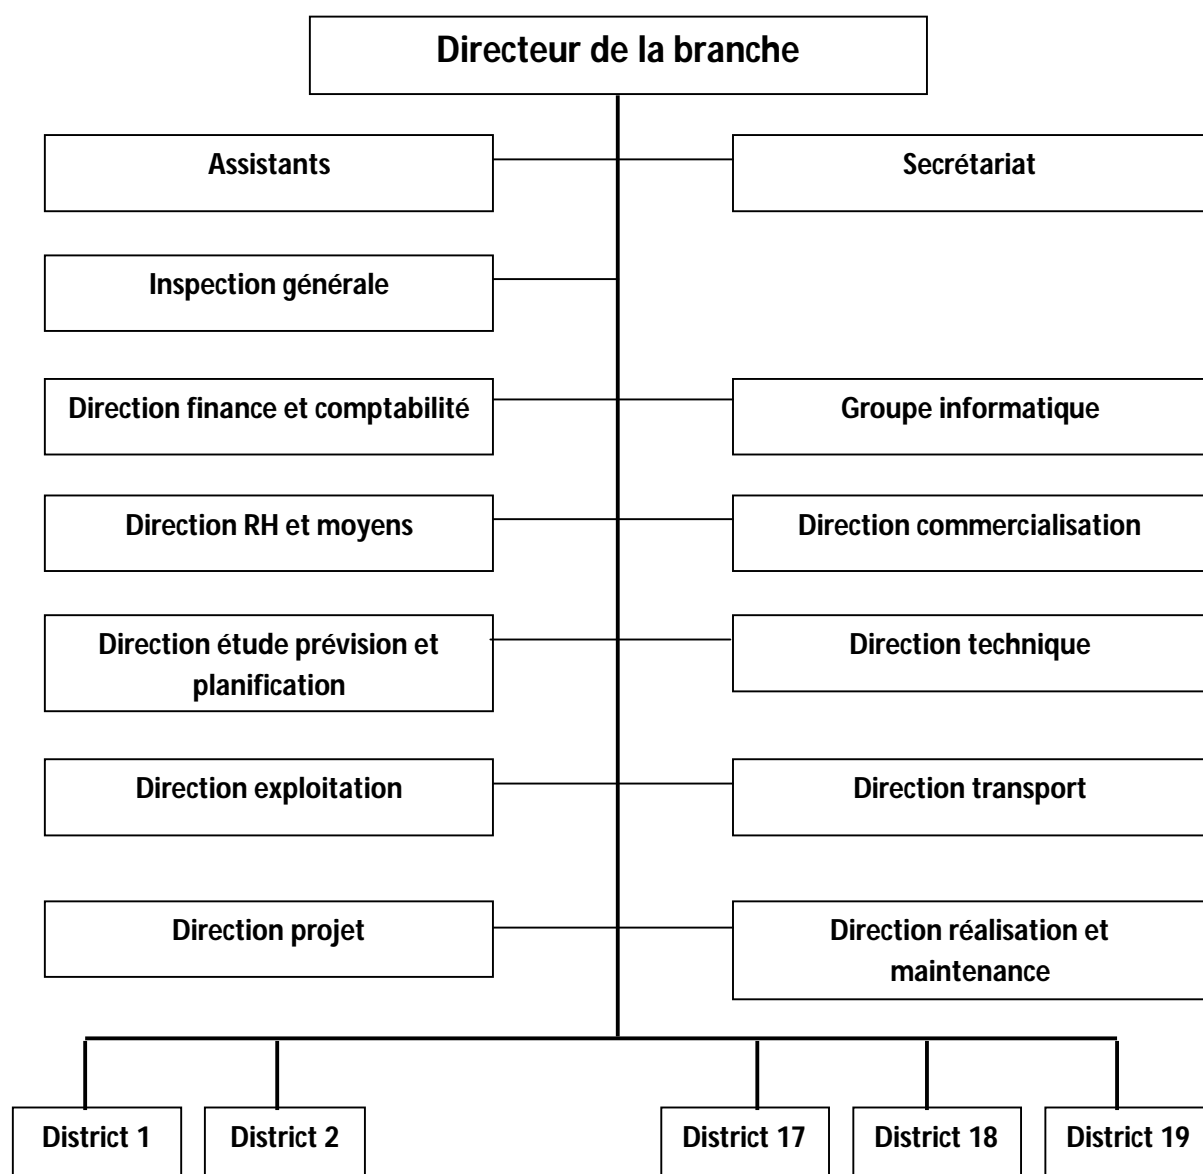 Directeur de la branche
Assistants
Secrétariat
Inspection générale
Direction finance et comptabilité
Groupe informatique
Direction RH et moyens
Direction commercialisation
Direction étude prévision et
planification
Direction technique
Direction exploitation
Direction transport
Direction projet
Direction réalisation et
maintenance
District 1
District 2
District 17
District 18
District 19